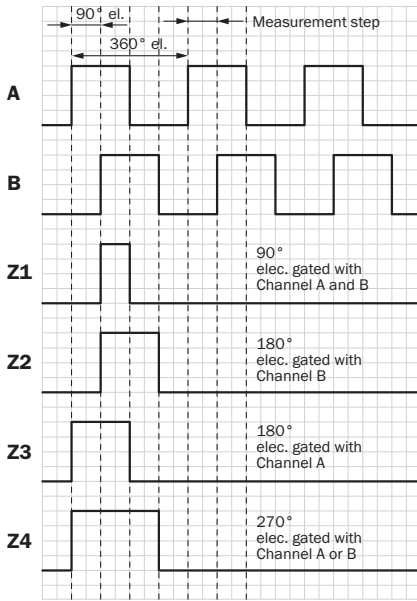 90° el.
Measurement step
360° el.
A
B
Z1
90°
elec. gated with
Channel A and B
Z2
180°
elec. gated with
Channel B
Z3
180°
elec. gated with
Channel A
Z4
270°
elec. gated with
Channel A or B